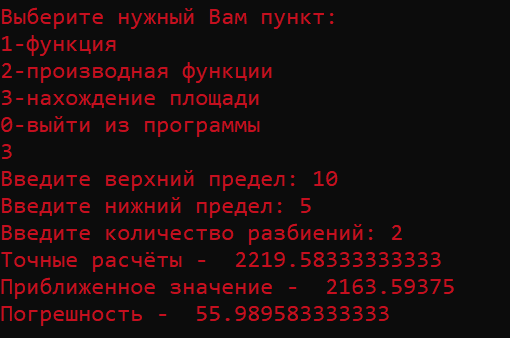 Выберите нужный Вам пункт:
1-функция
2-производная функции
3-нахождение площади
0-выйти из программы
3
Введите верхний предел: 10
Введите нижний предел: 5
Введите количество разбиений: 2
Точные расчёты -  2219.58333333333
Приближенное значение -  2163.59375
Погрешность -  55.989583333333